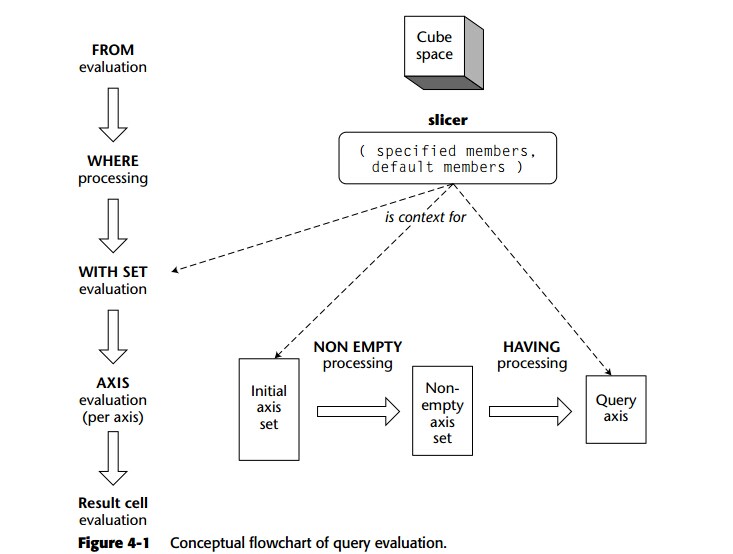 FROM
evaluation
Cube
space
slicer
( specified members,
default members )
WHERE
processing
is context for
WITH SET
evaluation
NON EMPTY
processing
HAVING
processing
AXIS
evaluation
(per axis)
Initial
axis
set
Non-
empty
axis
set
Query
axis
Result cell
evaluation
Figure 4-1 Conceptual flowchart of query evaluation.